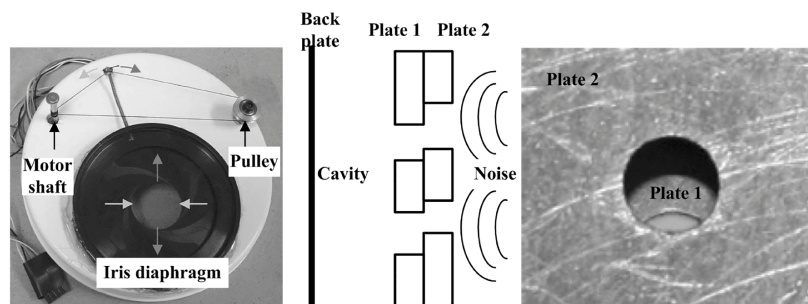 Motor
shaft
Pulley
Iris diaphragm
Back
plate
Plate 1
Plate 2
Cavity
Noise
Plate 2
Plate 1